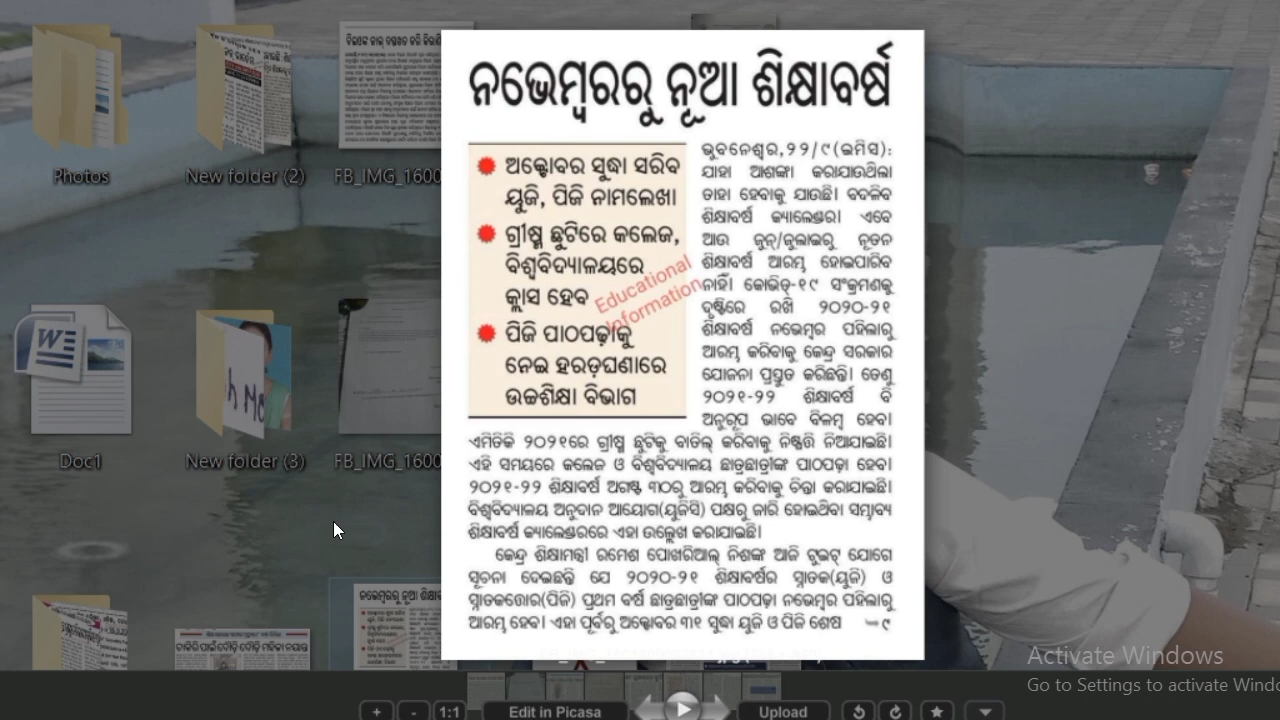 ନଭେମ୍ବରରୁ ନୂଆ ଶିକ୍ଷାବର୍ଷ
ଅକ୍ଟୋବର ସୁଦ୍ଧା ସରିବ
ୟୁଜି, ପିଜି ନାମଲେଖା
ଗ୍ରୀଷ୍ମ ଛୁଟିରେ କଲେଜ,
ବିଶ୍ୱବିଦ୍ୟାଳୟରେ
କ୍ଲାସ ହେବ
ପିଜି ପାଠପଢ଼ାକୁ
ନେଇ ହରଡ଼ଘଣାରେ
ଉଚ୍ଚଶିକ୍ଷା ବିଭାଗ
Educational
Information
ଭୁବନେଶ୍ୱର,୨୨/୯(ଇମିସ):
ଯାହା ଆଶଙ୍କା କରାଯାଉଥିଲା
ତାହା ହେବାକୁ ଯାଉଛି। ବଦଳିବ
ଶିକ୍ଷାବର୍ଷ କ୍ୟାଲେଣ୍ଡର। ଏବେ
ଆଉ ଜୁନ୍/ଜୁଲାଇରୁ ନୂତନ
ଶିକ୍ଷାବର୍ଷ ଆରମ୍ଭ ହୋଇପାରିବ
ନାହିଁ। କୋଭିଡ୍-୧୯ ସଂକ୍ରମଣକୁ
ଦୃଷ୍ଟିରେ ରଖି ୨୦୨୦-୨୧
ଶିକ୍ଷାବର୍ଷ ନଭେମ୍ବର ପହିଲାରୁ
ଆରମ୍ଭ କରିବାକୁ କେନ୍ଦ୍ର ସରକାର
ଯୋଜନା ପ୍ରସ୍ତୁତ କରିଛନ୍ତି। ତେଣୁ
୨୦୨୧-୨୨ ଶିକ୍ଷାବର୍ଷ ବି
ଅନୁରୂପ ଭାବେ ବିଳମ୍ବ ହେବ।
ଏମିତିକି ୨୦୨୧ରେ ଗ୍ରୀଷ୍ମ ଛୁଟିକୁ ବାତିଲ୍ କରିବାକୁ ନିଷ୍ପତ୍ତି ନିଆଯାଇଛି।
ଏହି ସମୟରେ କଲେଜ ଓ ବିଶ୍ୱବିଦ୍ୟାଳୟ ଛାତ୍ରଛାତ୍ରୀଙ୍କ ପାଠପଢ଼ା ହେବ।
୨୦୨୧-୨୨ ଶିକ୍ଷାବର୍ଷ ଅଗଷ୍ଟ ୩୦ରୁ ଆରମ୍ଭ କରିବାକୁ ଚିନ୍ତା କରାଯାଇଛି।
ବିଶ୍ୱବିଦ୍ୟାଳୟ ଅନୁଦାନ ଆୟୋଗ(ୟୁଜିସି) ପକ୍ଷରୁ ଜାରି ହୋଇଥିବା ସମ୍ଭାବ୍ୟ
ଶିକ୍ଷାବର୍ଷ କ୍ୟାଲେଣ୍ଡରରେ ଏହା ଉଲ୍ଲେଖ କରାଯାଇଛି।
କେନ୍ଦ୍ର ଶିକ୍ଷାମନ୍ତ୍ରୀ ରମେଶ ପୋଖରିଆଲ୍ ନିଶଙ୍କ ଆଜି ଟୁଇଟ୍ ଯୋଗେ
ସୂଚନା ଦେଇଛନ୍ତି ଯେ ୨୦୨୦-୨୧ ଶିକ୍ଷାବର୍ଷର ସ୍ନାତକ(ୟୁଜି) ଓ
ସ୍ନାତକୋତ୍ତର(ପିଜି) ପ୍ରଥମ ବର୍ଷ ଛାତ୍ରଛାତ୍ରୀଙ୍କ ପାଠପଢ଼ା ନଭେମ୍ବର ପହିଲାରୁ
ଆରମ୍ଭ ହେବ। ଏହା ପୂର୍ବରୁ ଅକ୍ଟୋବର ୩୧ ସୁଦ୍ଧା ୟୁଜି ଓ ପିଜି ଶେଷ ୯
Photos
New folder (2)
FB_IMG_1600
Doc1
New folder (3)
FB_IMG_1600
Activate Windows
Go to Settings to activate Windo
1:1
Edit in Picasa
Upload